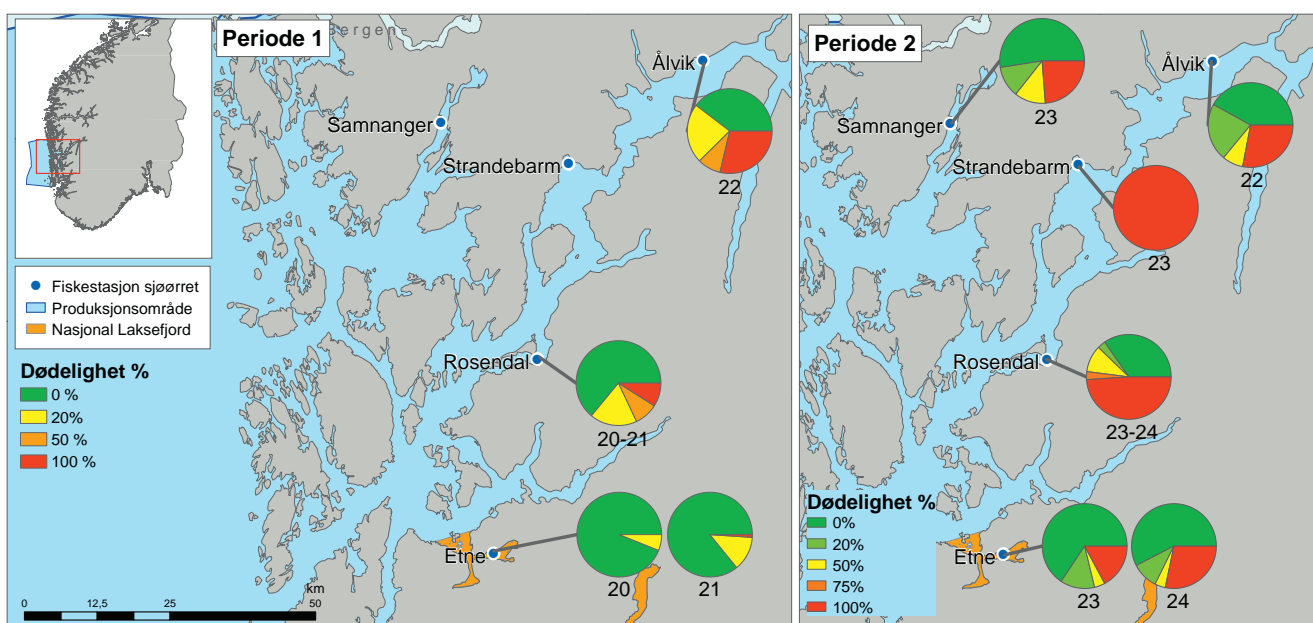 Periode 1
Bergen
Ålvik
Samnanger
Strandebarm
22
Fiskestasjon sjøørret
Produksjonsområde
Nasjonal Laksefjord
Rosendal
20-21
Dødelighet %
0 %
20%
50 %
100 %
Etne
20
21
km
0
12,5
25
50
Periode 2
Ålvik
Samnanger
23
Strandebarm
22
23
Rosendal
23-24
Dødelighet %
0%
20%
50%
75%
100%
Etne
23
24